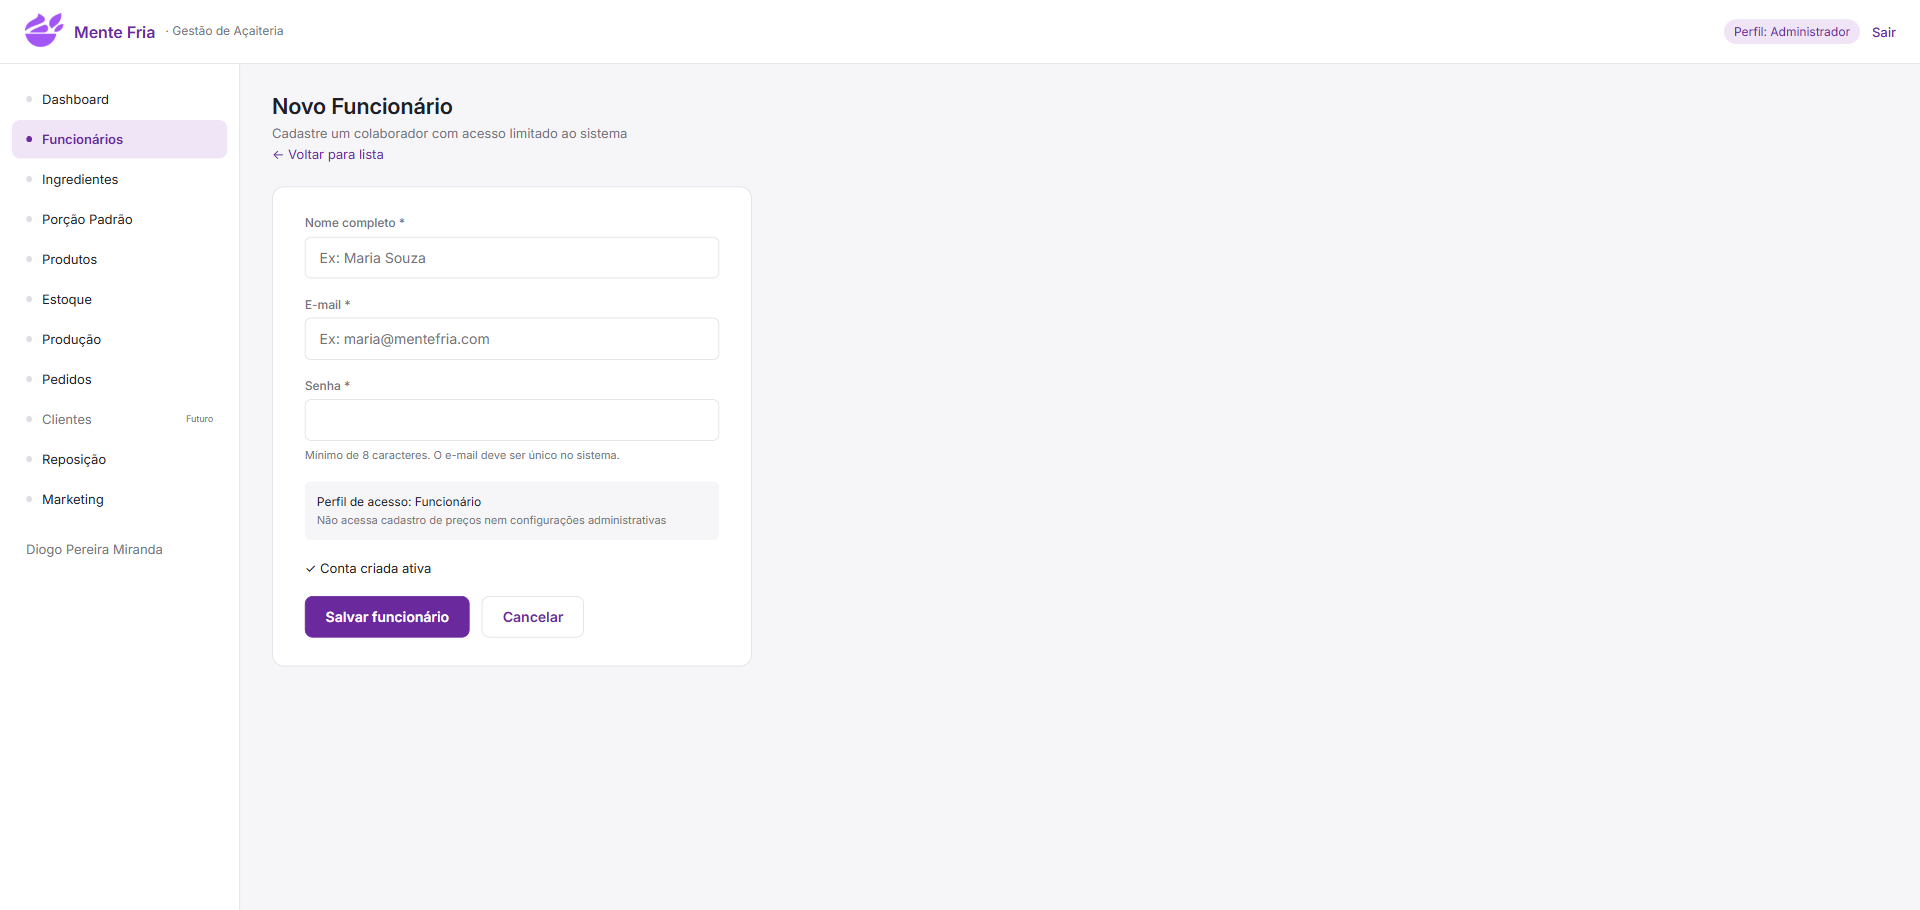 Mente Fria · Gestão de Açaiteria
Perfil: Administrador Sair
Dashboard
Funcionários
Ingredientes
Porção Padrão
Produtos
Estoque
Produção
Pedidos
Clientes Futuro
Reposição
Marketing
Diogo Pereira Miranda
Novo Funcionário
Cadastre um colaborador com acesso limitado ao sistema
← Voltar para lista
Nome completo *
Ex: Maria Souza
E-mail *
Ex: maria@mentefria.com
Senha *
Mínimo de 8 caracteres. O e-mail deve ser único no sistema.
Perfil de acesso: Funcionário
Não acessa cadastro de preços nem configurações administrativas
✓ Conta criada ativa
Salvar funcionário Cancelar